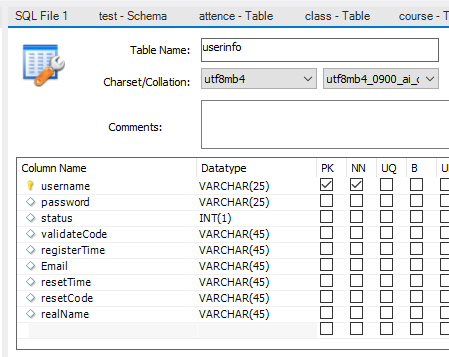 SQL File 1 test - Schema attence - Table class - Table course - T
Table Name: userinfo
Charset/Collation: utf8mb4 utf8mb4_0900_ai_c
Comments:
Column Name Datatype PK NN UQ B U
username VARCHAR(25)
password VARCHAR(25)
status INT(1)
validateCode VARCHAR(45)
registerTime VARCHAR(45)
Email VARCHAR(45)
resetTime VARCHAR(45)
resetCode VARCHAR(45)
realName VARCHAR(45)